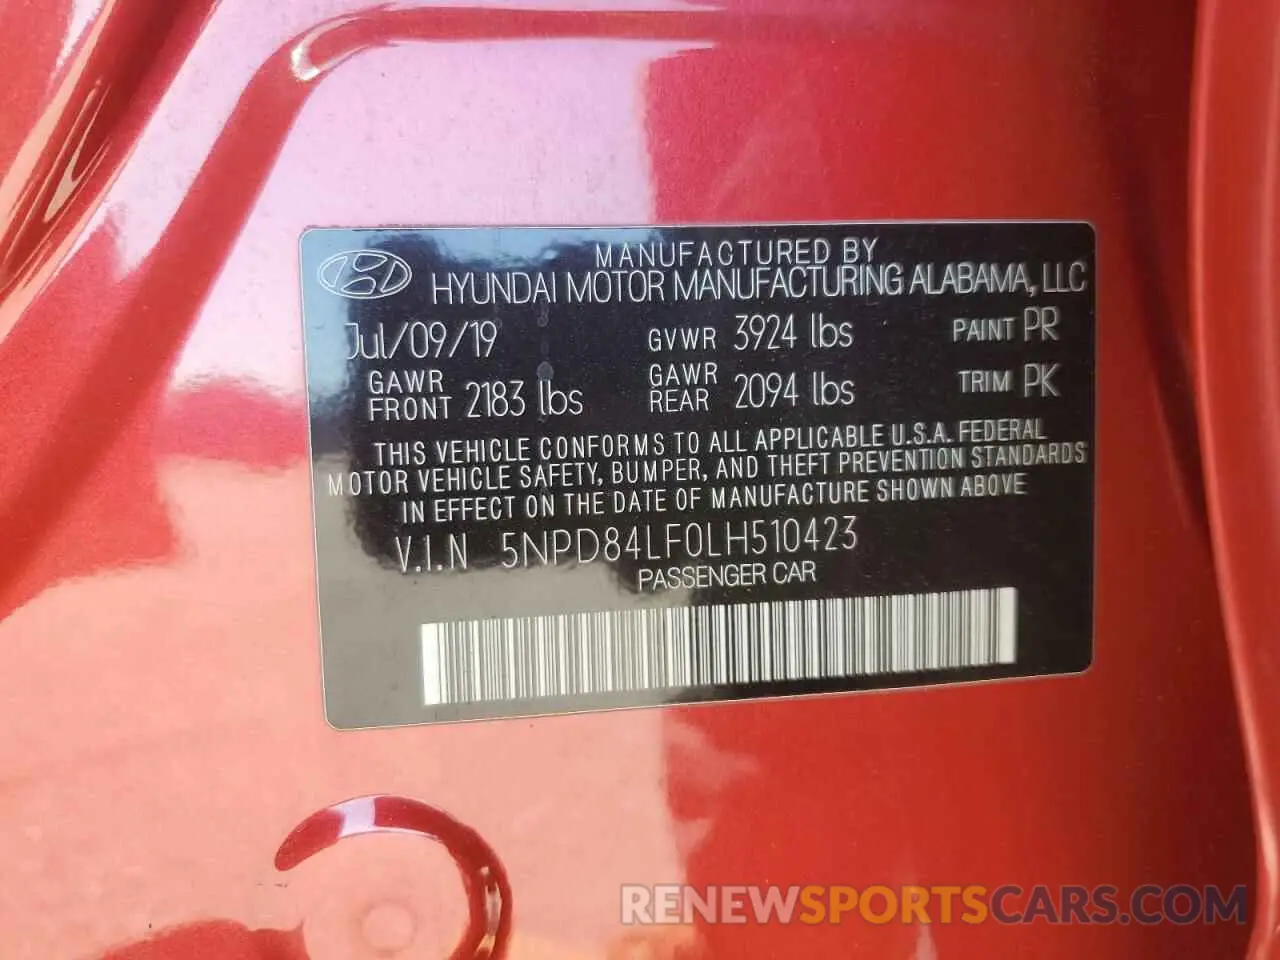 MANUFACTURED BY
HYUNDAI MOTOR MANUFACTURING ALABAMA, LLC
Jul/09/19 GVWR 3924 lbs PAINT PR
GAWR FRONT 2183 lbs GAWR REAR 2094 lbs TRIM PK
THIS VEHICLE CONFORMS TO ALL APPLICABLE U.S.A. FEDERAL
MOTOR VEHICLE SAFETY, BUMPER, AND THEFT PREVENTION STANDARDS
IN EFFECT ON THE DATE OF MANUFACTURE SHOWN ABOVE
V.I.N 5NPD84LF0LH510423
PASSENGER CAR
RENEWSPORTSCARS.COM